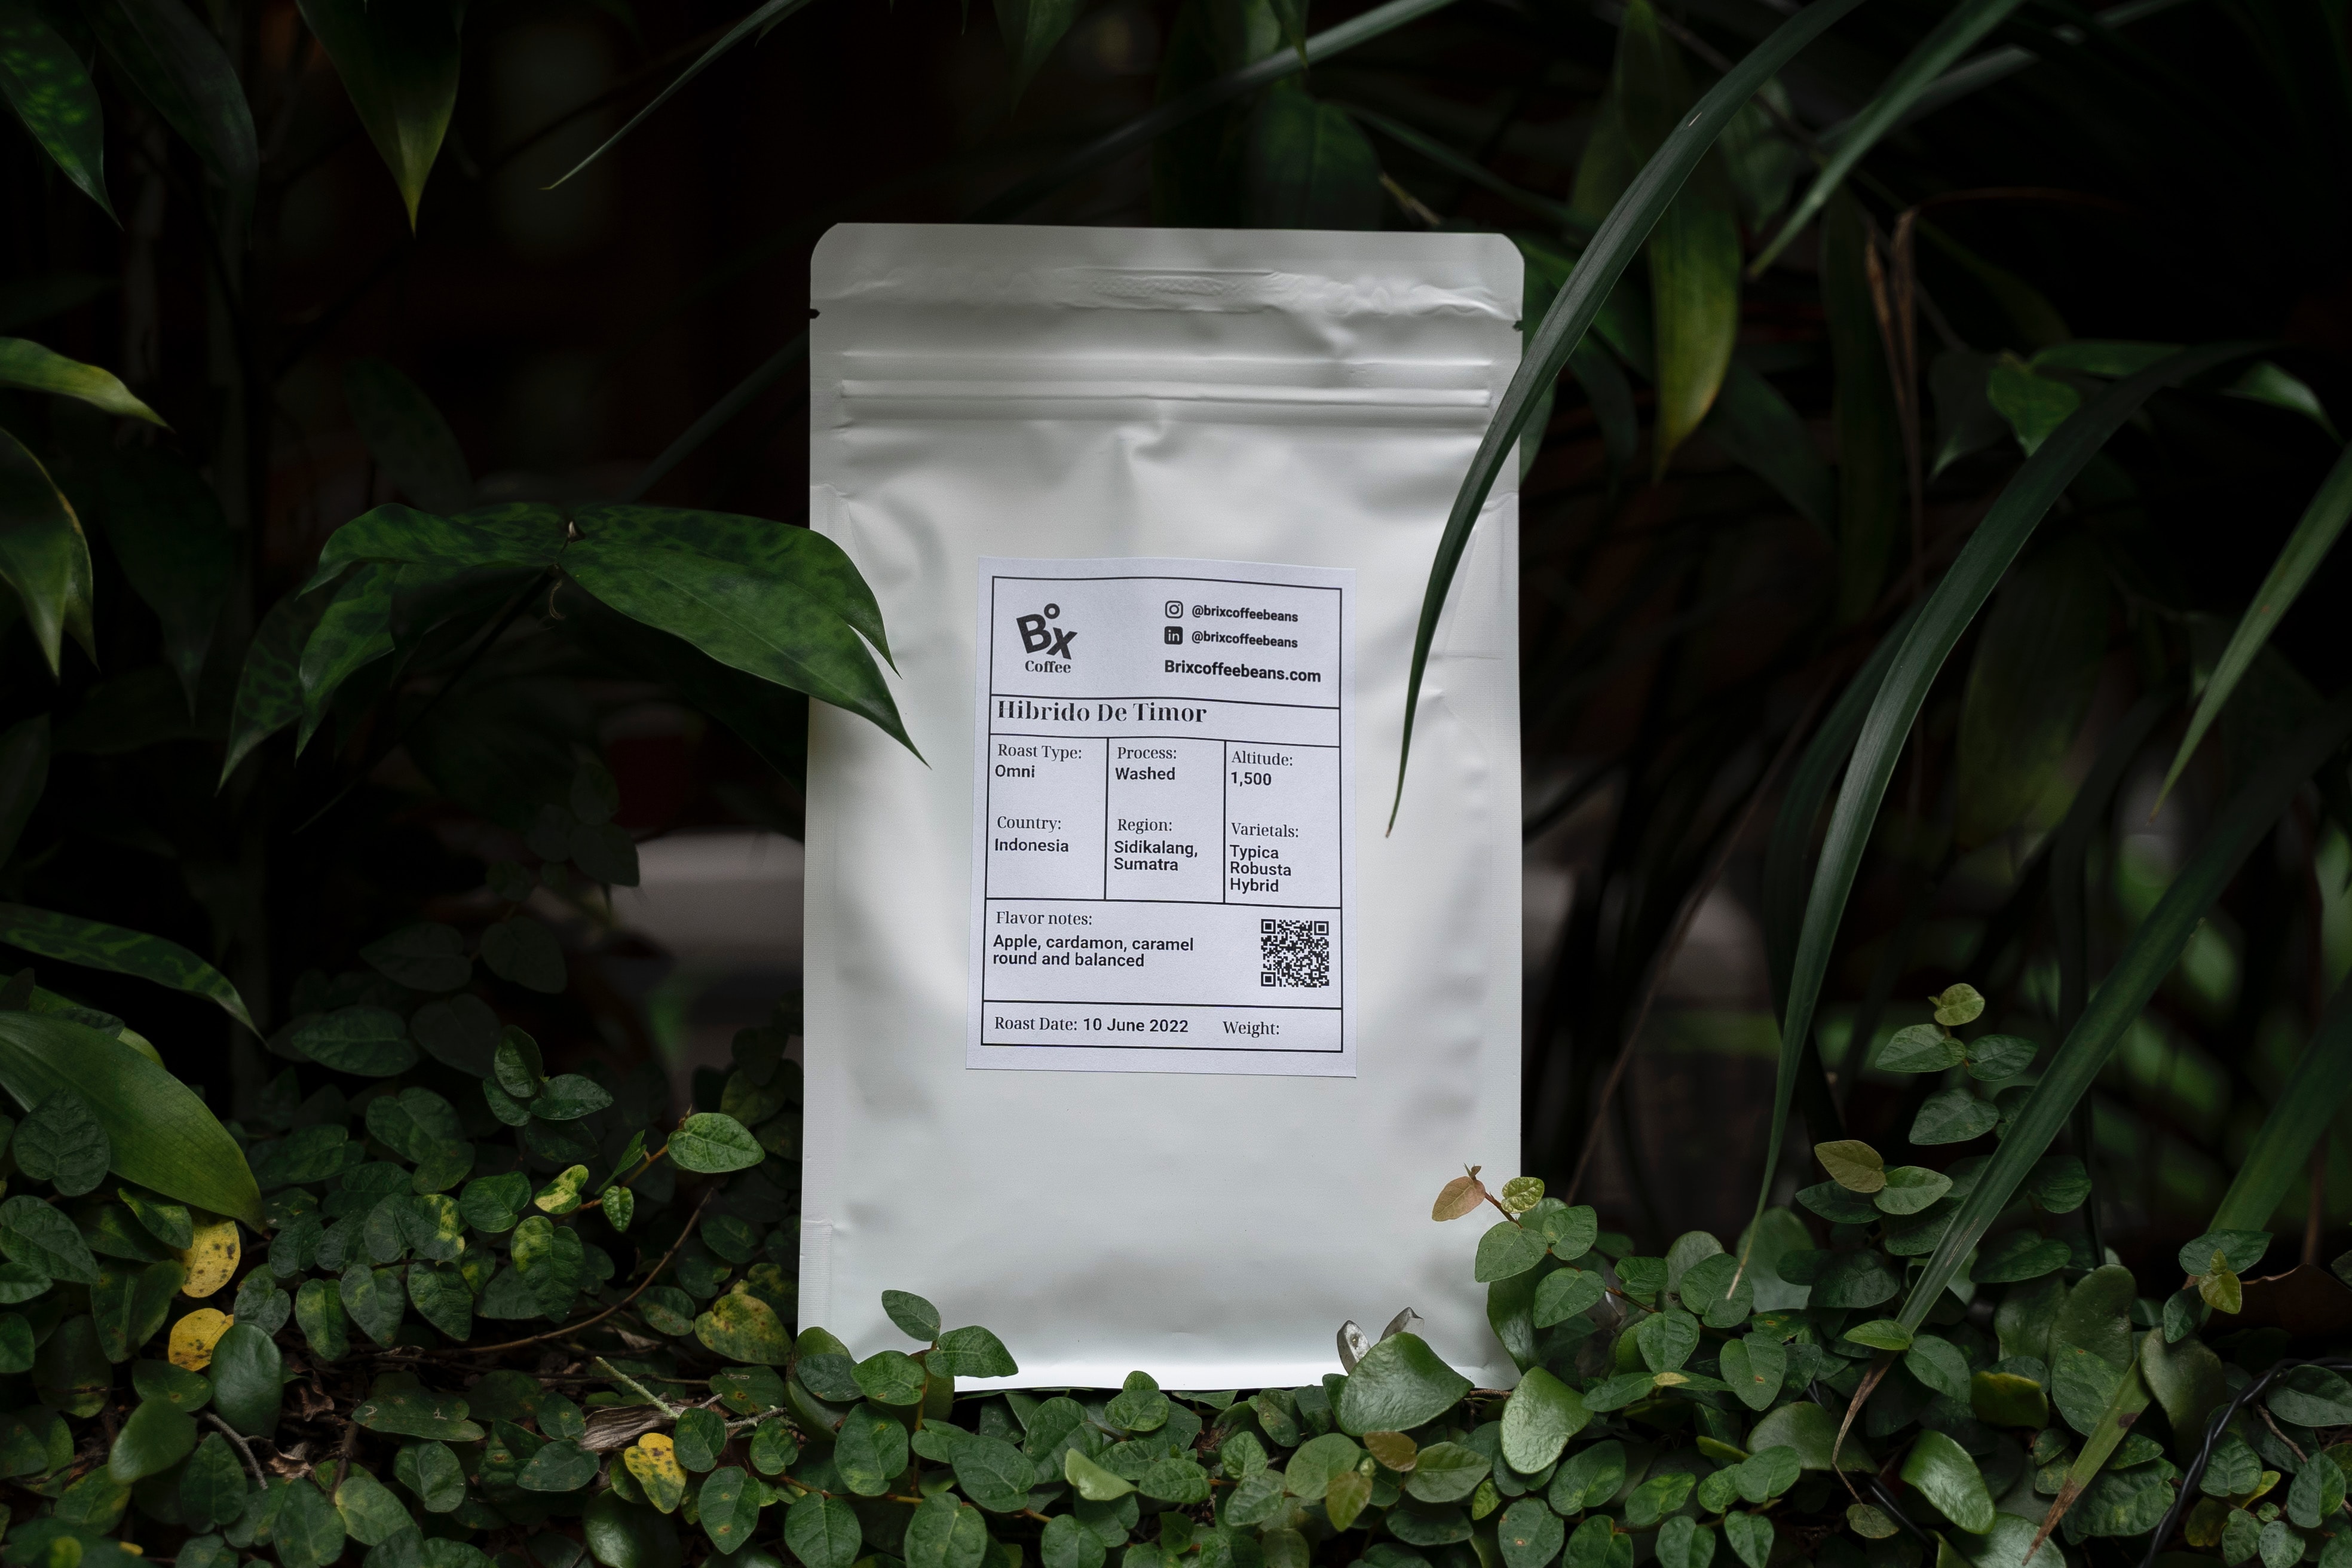 B°x
Coffee
@brixcoffeebeans
in @brixcoffeebeans
Brixcoffeebeans.com
Hibrido De Timor
Roast Type:
Omni
Process:
Washed
Altitude:
1,500
Country:
Indonesia
Region:
Sidikalang,
Sumatra
Varietals:
Typica
Robusta
Hybrid
Flavor notes:
Apple, cardamon, caramel
round and balanced
Roast Date: 10 June 2022 Weight: